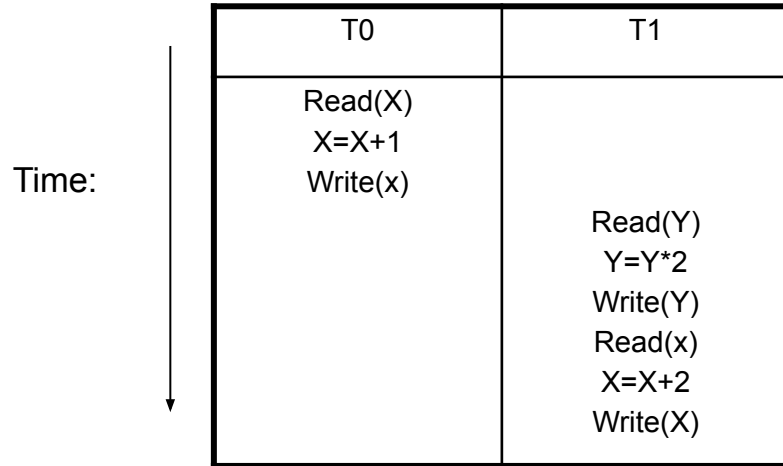 T0 T1
Read(X)
X=X+1
Time:
Write(x)
Read(Y)
Y=Y*2
Write(Y)
Read(x)
X=X+2
Write(X)